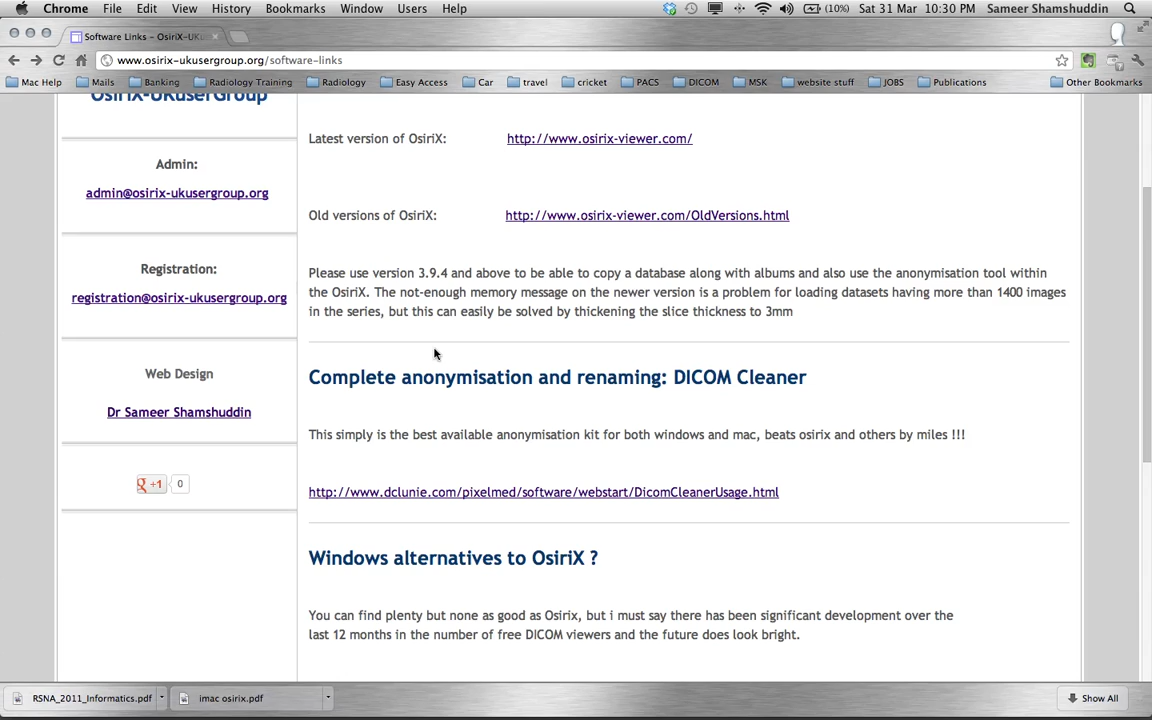 Chrome File Edit View History Bookmarks Window Users Help (10%) Sat 31 Mar 10:30 PM Sameer Shamshuddin
Software Links – OsiriX-UKu
www.osirix-ukusergroup.org/software-links
Mac Help Mails Banking Radiology Training Radiology Easy Access Car travel cricket PACS DICOM MSK website stuff JOBS Publications Other Bookmarks
OsiriX-UKuserGroup
Admin:
admin@osirix-ukusergroup.org
Registration:
registration@osirix-ukusergroup.org
Web Design
Dr Sameer Shamshuddin
g +1 0
Latest version of OsiriX: http://www.osirix-viewer.com/
Old versions of OsiriX: http://www.osirix-viewer.com/OldVersions.html
Please use version 3.9.4 and above to be able to copy a database along with albums and also use the anonymisation tool within
the OsiriX. The not-enough memory message on the newer version is a problem for loading datasets having more than 1400 images
in the series, but this can easily be solved by thickening the slice thickness to 3mm
Complete anonymisation and renaming: DICOM Cleaner
This simply is the best available anonymisation kit for both windows and mac, beats osirix and others by miles !!!
http://www.dclunie.com/pixelmed/software/webstart/DicomCleanerUsage.html
Windows alternatives to OsiriX ?
You can find plenty but none as good as Osirix, but i must say there has been significant development over the
last 12 months in the number of free DICOM viewers and the future does look bright.
RSNA_2011_Informatics.pdf imac osirix.pdf Show All